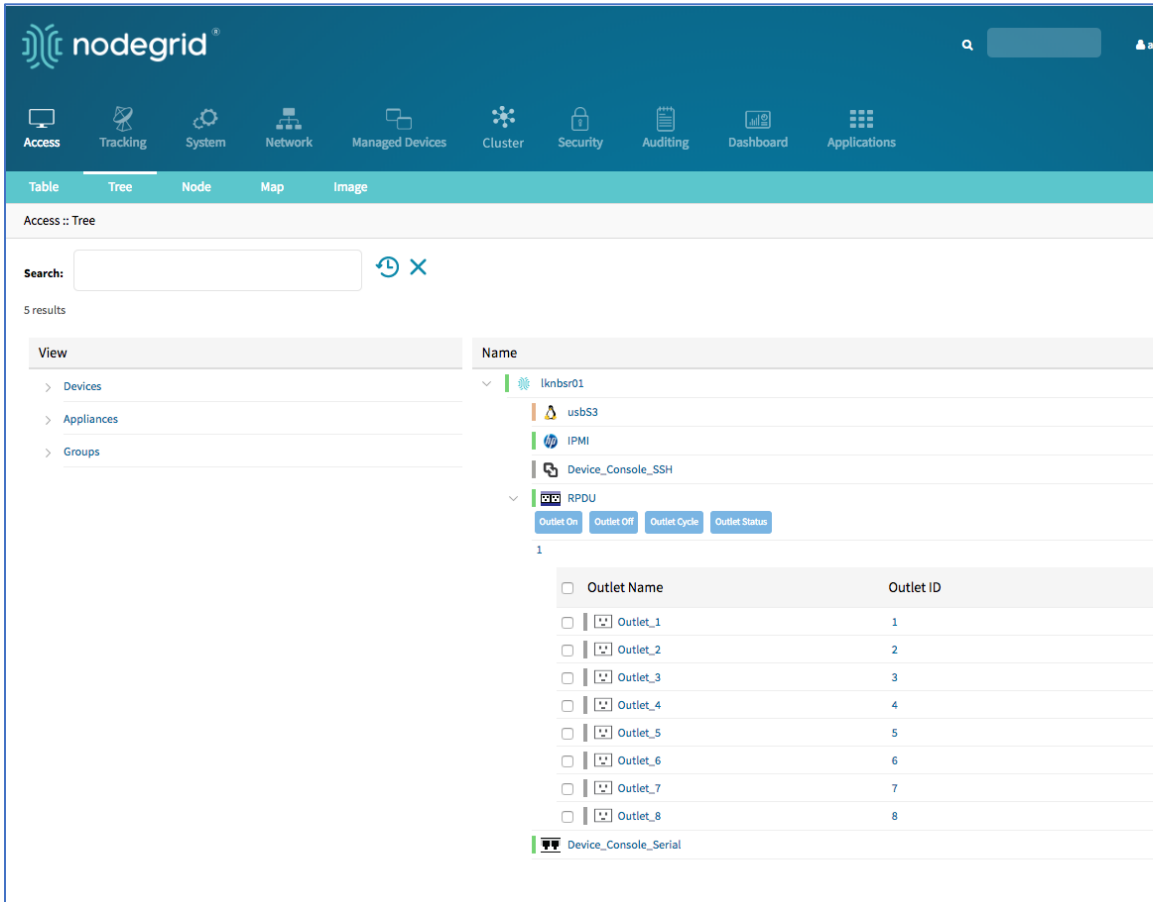 nodegrid®
a
Access Tracking System Network Managed Devices Cluster Security Auditing Dashboard Applications
Table Tree Node Map Image
Access :: Tree
Search:
5 results
View
Devices
Appliances
Groups
Name
lknbsr01
usbS3
IPMI
Device_Console_SSH
RPDU
Outlet On Outlet Off Outlet Cycle Outlet Status
1
Outlet Name Outlet ID
Outlet_1 1
Outlet_2 2
Outlet_3 3
Outlet_4 4
Outlet_5 5
Outlet_6 6
Outlet_7 7
Outlet_8 8
Device_Console_Serial